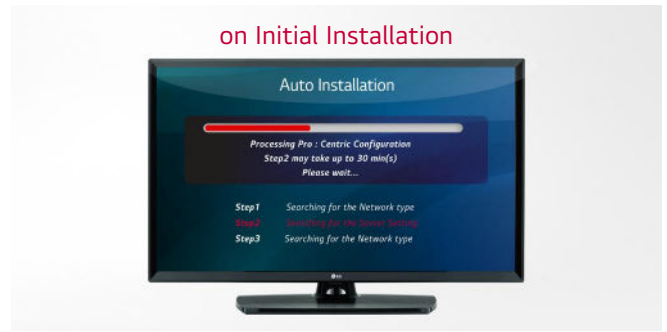 on Initial Installation
Auto Installation
Processing Pro : Centric Configuration
Step2 may take up to 30 min(s)
Please wait...
Step1 Searching for the Network type
Step2 Searching for the Server Setting
Step3 Searching for the Network type
LG